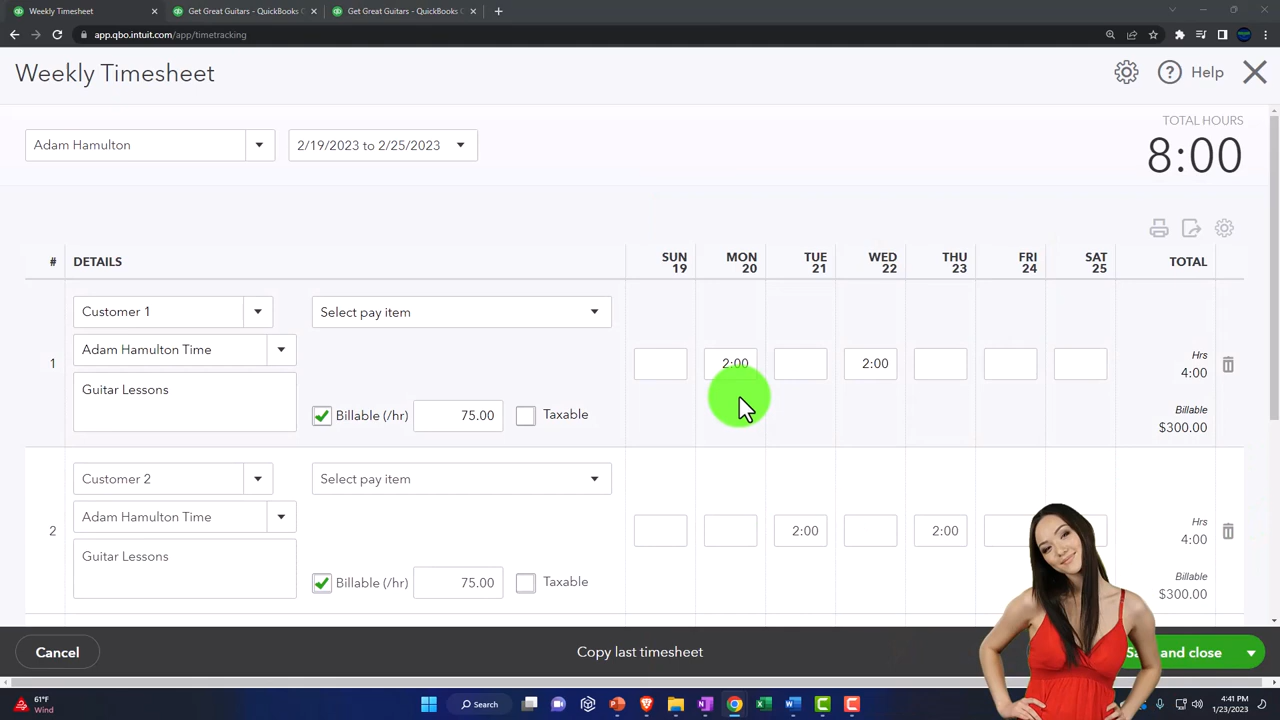 Weekly Timesheet
Get Great Guitars - QuickBooks
Get Great Guitars - QuickBooks
app.qbo.intuit.com/app/timetracking
Weekly Timesheet
Help
Adam Hamulton
2/19/2023 to 2/25/2023
TOTAL HOURS
8:00
# DETAILS SUN 19 MON 20 TUE 21 WED 22 THU 23 FRI 24 SAT 25 TOTAL
Customer 1
Select pay item
Adam Hamulton Time
1
2:00
2:00
Hrs
4:00
Guitar Lessons
Billable (/hr)
75.00
Taxable
Billable
$300.00
Customer 2
Select pay item
Adam Hamulton Time
2
2:00
2:00
Hrs
4:00
Guitar Lessons
Billable (/hr)
75.00
Taxable
Billable
$300.00
Cancel
Copy last timesheet
and close
61°F
Wind
Search
4:41 PM
1/23/2023